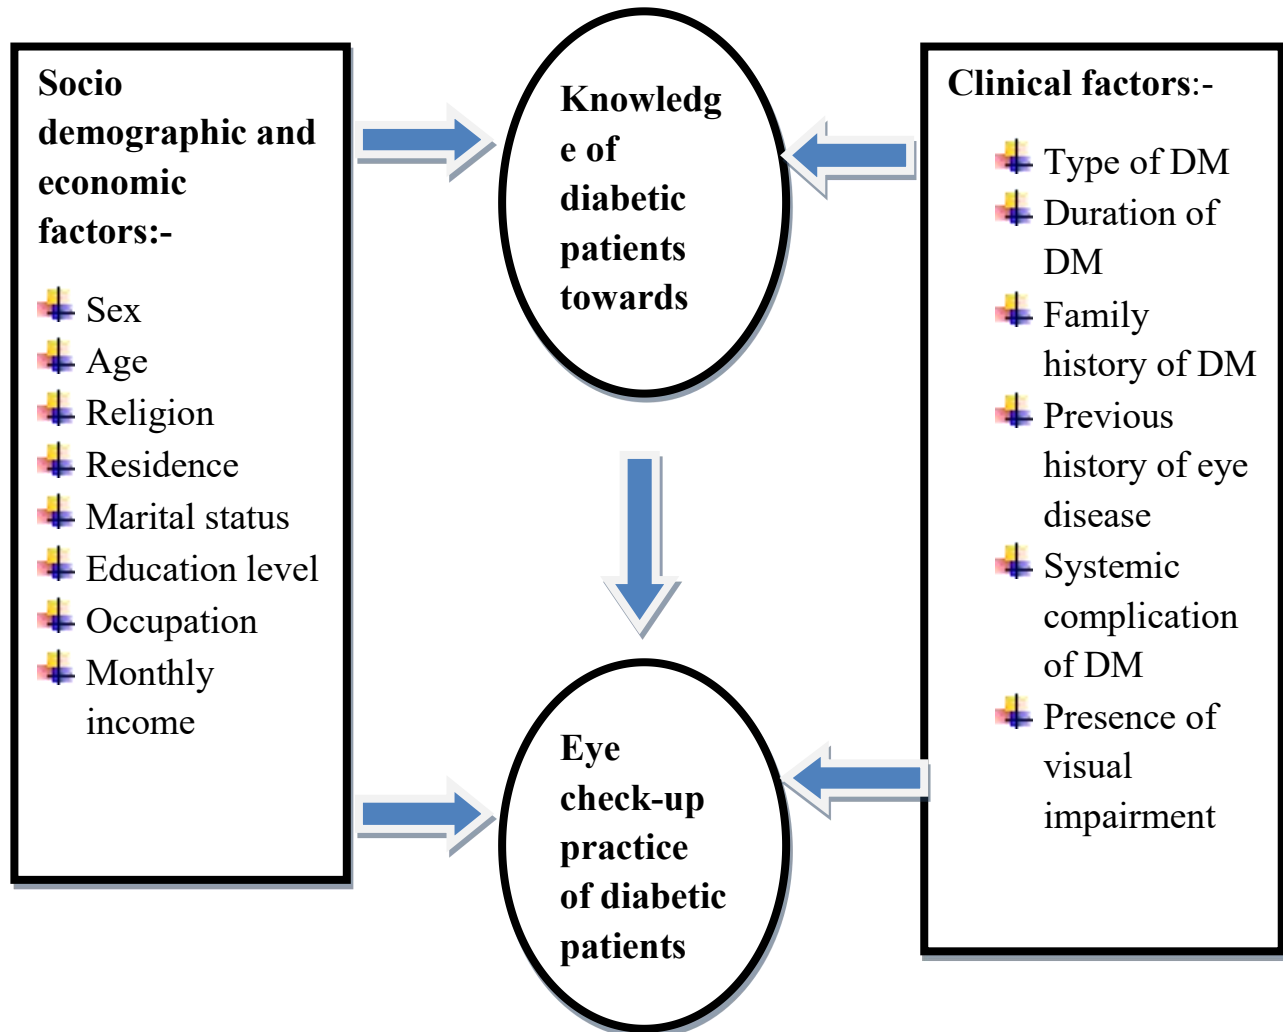 Socio
demographic and
economic
factors:-
Sex
Age
Religion
Residence
Marital status
Education level
Occupation
Monthly
income
Knowledg
e of
diabetic
patients
towards
Eye
check-up
practice
of diabetic
patients
Clinical factors:-
Type of DM
Duration of
DM
Family
history of DM
Previous
history of eye
disease
Systemic
complication
of DM
Presence of
visual
impairment